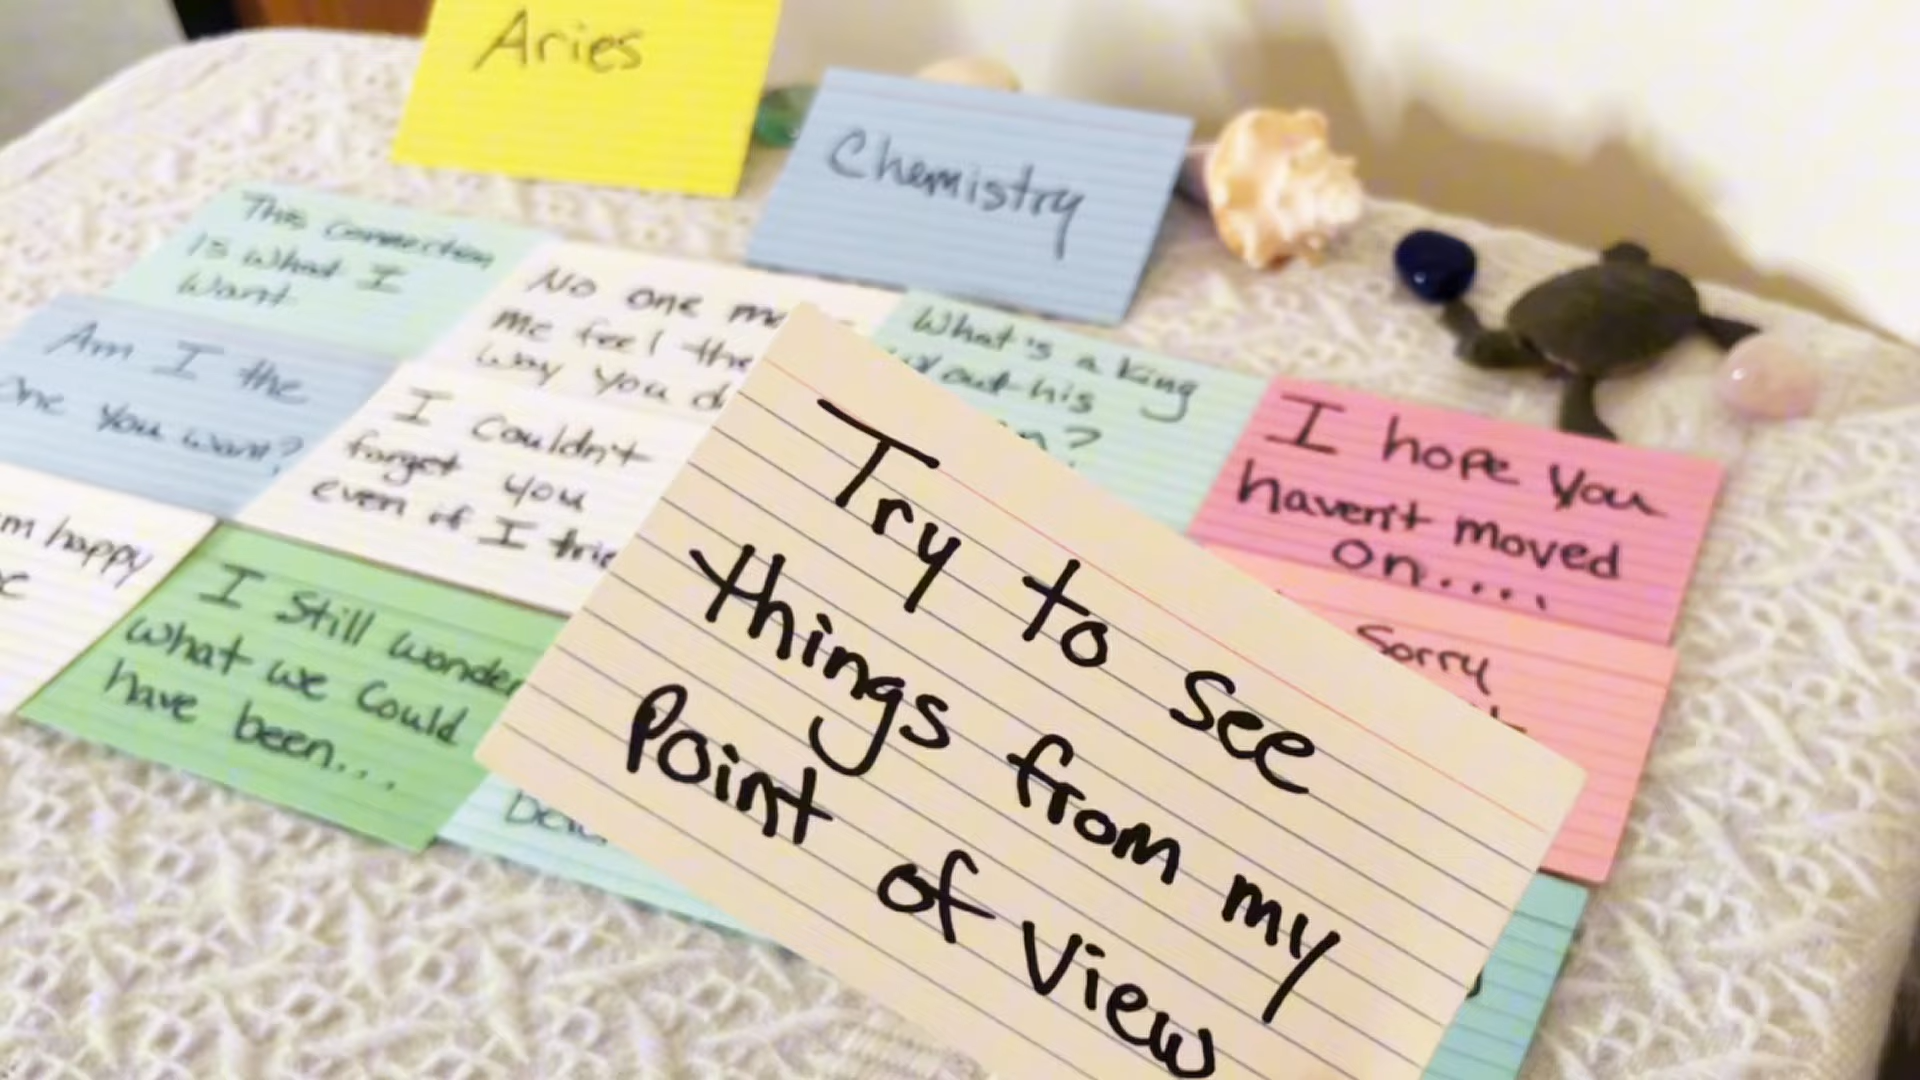 Aries
Chemistry
This connection
Is what I
want
No one
me feel the
way you
What's a king
his
?
I hope you
haven't moved
on....
Am I the
One you want?
I couldn't
forget you
even if I
happy
Sorry
I still wonder
what we could
have been...
Try to see
things from my
Point of view